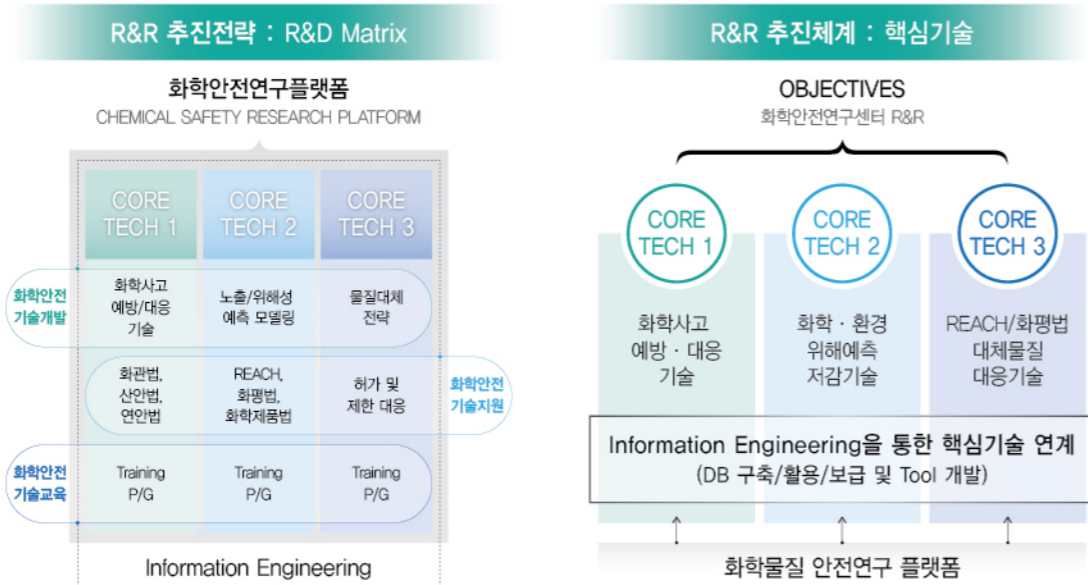 R&R 추진전략 : R&D Matrix
화학안전연구플랫폼
CHEMICAL SAFETY RESEARCH PLATFORM
CORE
TECH 1
CORE
TECH 2
CORE
TECH 3
화학안전
기술개발
화학사고
예방/대응
기술
노출/위해성
예측 모델링
물질대체
전략
화관법,
산안법,
연안법
REACH,
화평법,
화학제품법
허가 및
제한 대응
화학안전
기술지원
화학안전
기술교육
Training
P/G
Training
P/G
Training
P/G
Information Engineering
R&R 추진체계 : 핵심기술
OBJECTIVES
화학안전연구센터 R&R
CORE
TECH 1
CORE
TECH 2
CORE
TECH 3
화학사고
예방 · 대응
기술
화학 · 환경
위해예측
저감기술
REACH/화평법
대체물질
대응기술
Information Engineering을 통한 핵심기술 연계
(DB 구축/활용/보급 및 Tool 개발)
화학물질 안전연구 플랫폼